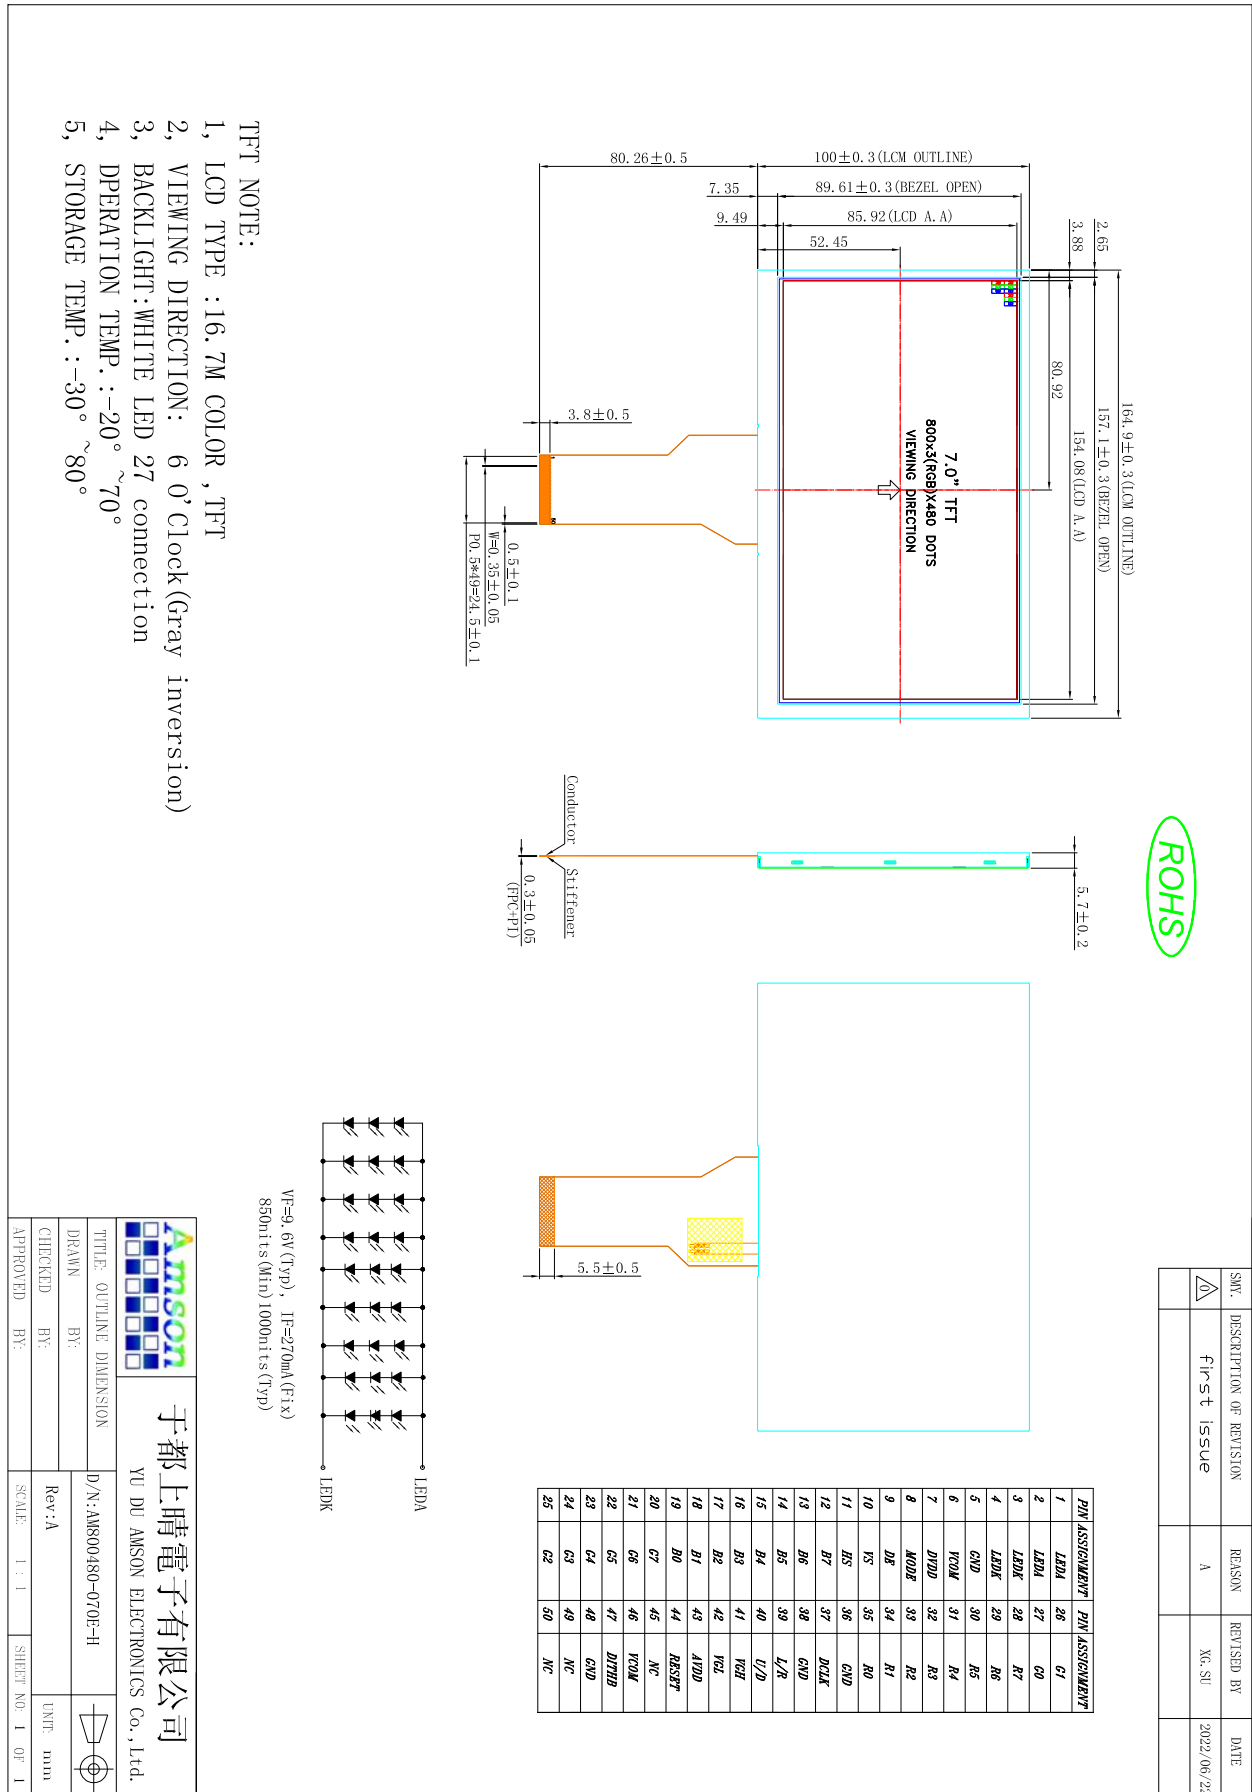 SMY. DESCRIPTION OF REVISION REASON REVISED BY DATE
0 first issue A XG.SU 2022/06/22
ROHS
164.9±0.3(LCM OUTLINE)
157.1±0.3(BEZEL OPEN)
154.08(LCD A.A)
80.92
2.65
3.88
100±0.3(LCM OUTLINE)
89.61±0.3(BEZEL OPEN)
85.92(LCD A.A)
52.45
80.26±0.5
7.35
9.49
7.0" TFT
800x3(RGB)X480 DOTS
VIEWING DIRECTION
3.8±0.5
1
50
0.5±0.1
W=0.35±0.05
P0.5*49=24.5±0.1
5.7±0.2
Conductor
Stiffener
0.3±0.05
(FPC+PI)
5.5±0.5
PIN ASSIGNMENT PIN ASSIGNMENT
1 LEDA 26 G1
2 LEDA 27 G0
3 LEDK 28 R7
4 LEDK 29 R6
5 GND 30 R5
6 VCOM 31 R4
7 DVDD 32 R3
8 MODE 33 R2
9 DE 34 R1
10 VS 35 R0
11 HS 36 GND
12 B7 37 DCLK
13 B6 38 GND
14 B5 39 L/R
15 B4 40 U/D
16 B3 41 VGH
17 B2 42 VGL
18 B1 43 AVDD
19 B0 44 RESET
20 G7 45 NC
21 G6 46 VCOM
22 G5 47 DITHB
23 G4 48 GND
24 G3 49 NC
25 G2 50 NC
LEDA
LEDK
VF=9.6V(Typ), IF=270mA(Fix)
850nits(Min)1000nits(Typ)
TFT NOTE:
1, LCD TYPE :16.7M COLOR ,TFT
2, VIEWING DIRECTION: 6 O'Clock(Gray inversion)
3, BACKLIGHT:WHITE LED 27 connection
4, DPERATION TEMP.:-20° ~70°
5, STORAGE TEMP.:-30° ~80°
Amson
于都上晴電子有限公司
YU DU AMSON ELECTRONICS Co.,Ltd.
TITLE: OUTLINE DIMENSION
D/N:AM800480-070E-H
DRAWN BY:
CHECKED BY:
Rev:A
UNIT: mm
APPROVED BY:
SCALE: 1 : 1
SHEET NO: 1 OF 1